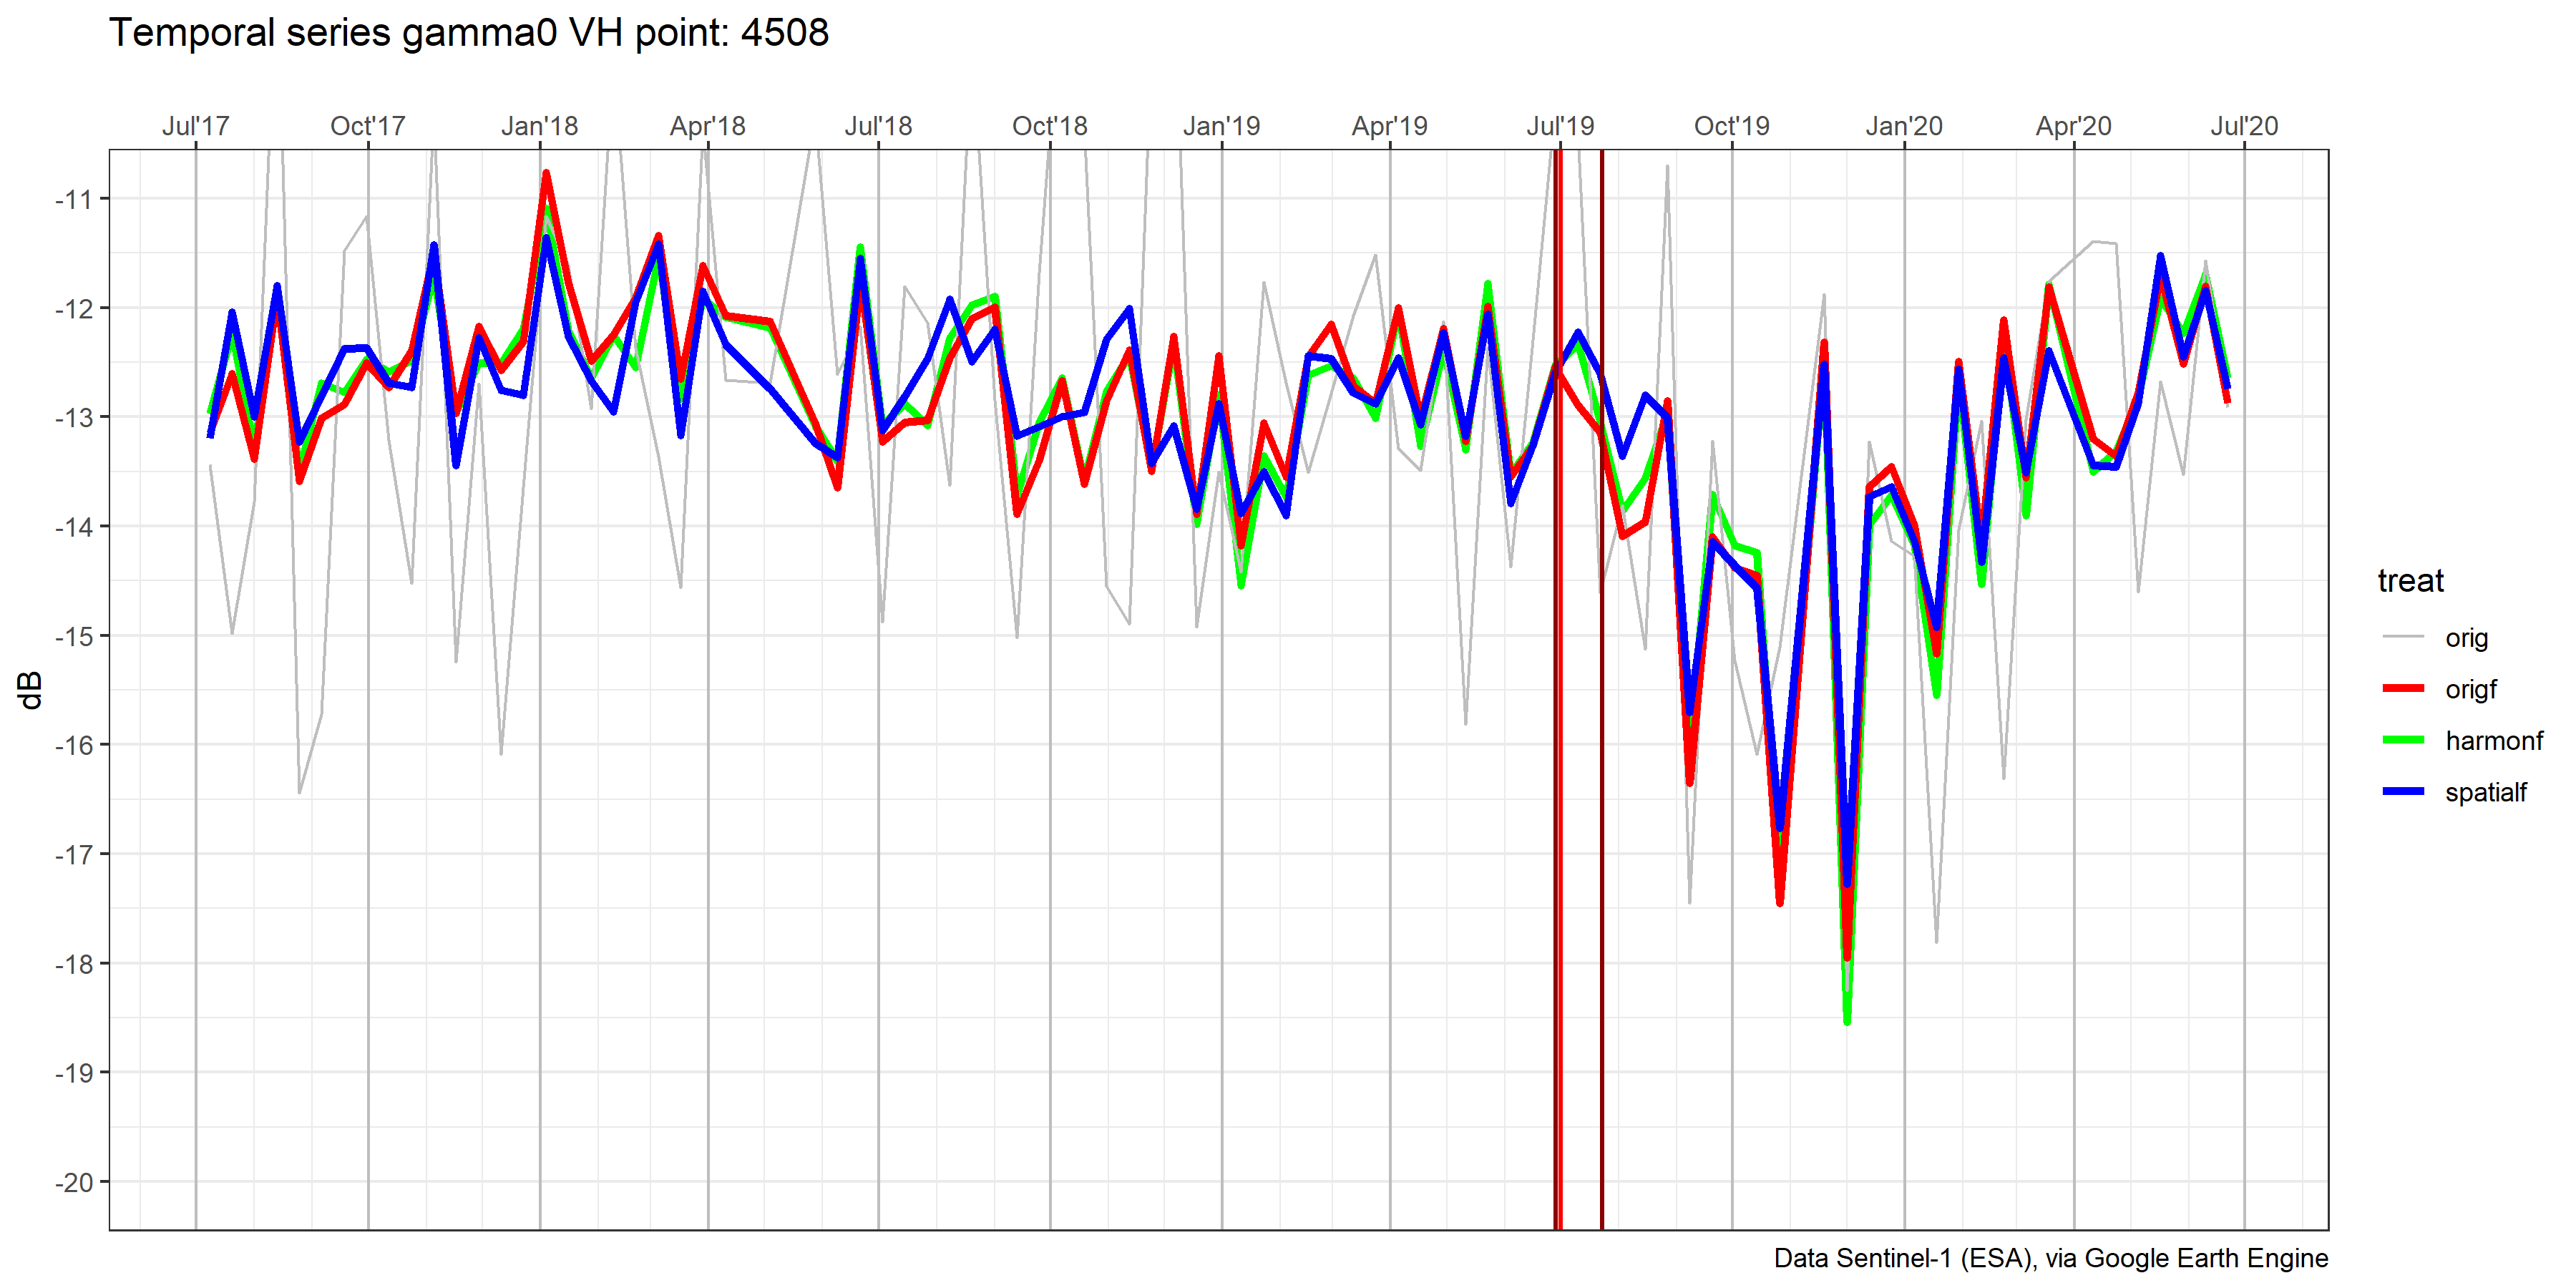 Temporal series gamma0 VH point: 4508
Jul'17 Oct'17 Jan'18 Apr'18 Jul'18 Oct'18 Jan'19 Apr'19 Jul'19 Oct'19 Jan'20 Apr'20 Jul'20
-11
-12
-13
-14
-15
-16
-17
-18
-19
-20
dB
treat
orig
origf
harmonf
spatialf
Data Sentinel-1 (ESA), via Google Earth Engine